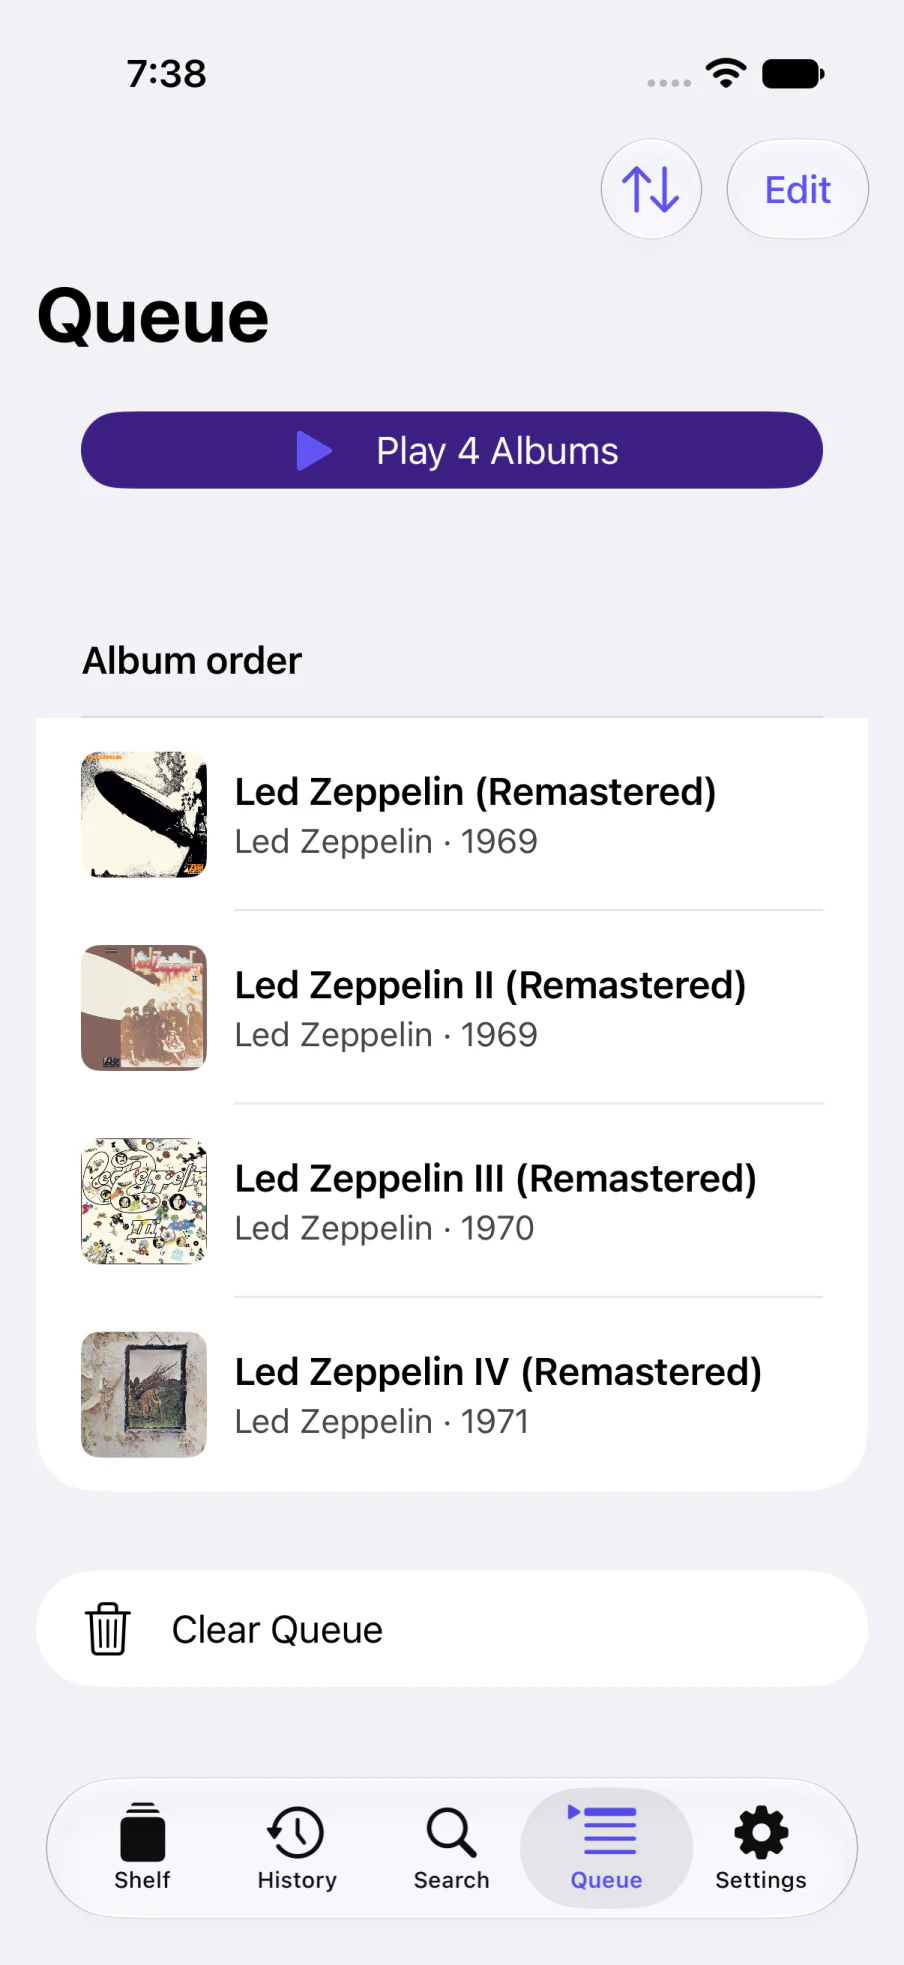 7:38
Edit
Queue
Play 4 Albums
Album order
Led Zeppelin (Remastered)
Led Zeppelin · 1969
Led Zeppelin II (Remastered)
Led Zeppelin · 1969
Led Zeppelin III (Remastered)
Led Zeppelin · 1970
Led Zeppelin IV (Remastered)
Led Zeppelin · 1971
Clear Queue
Shelf
History
Search
Queue
Settings